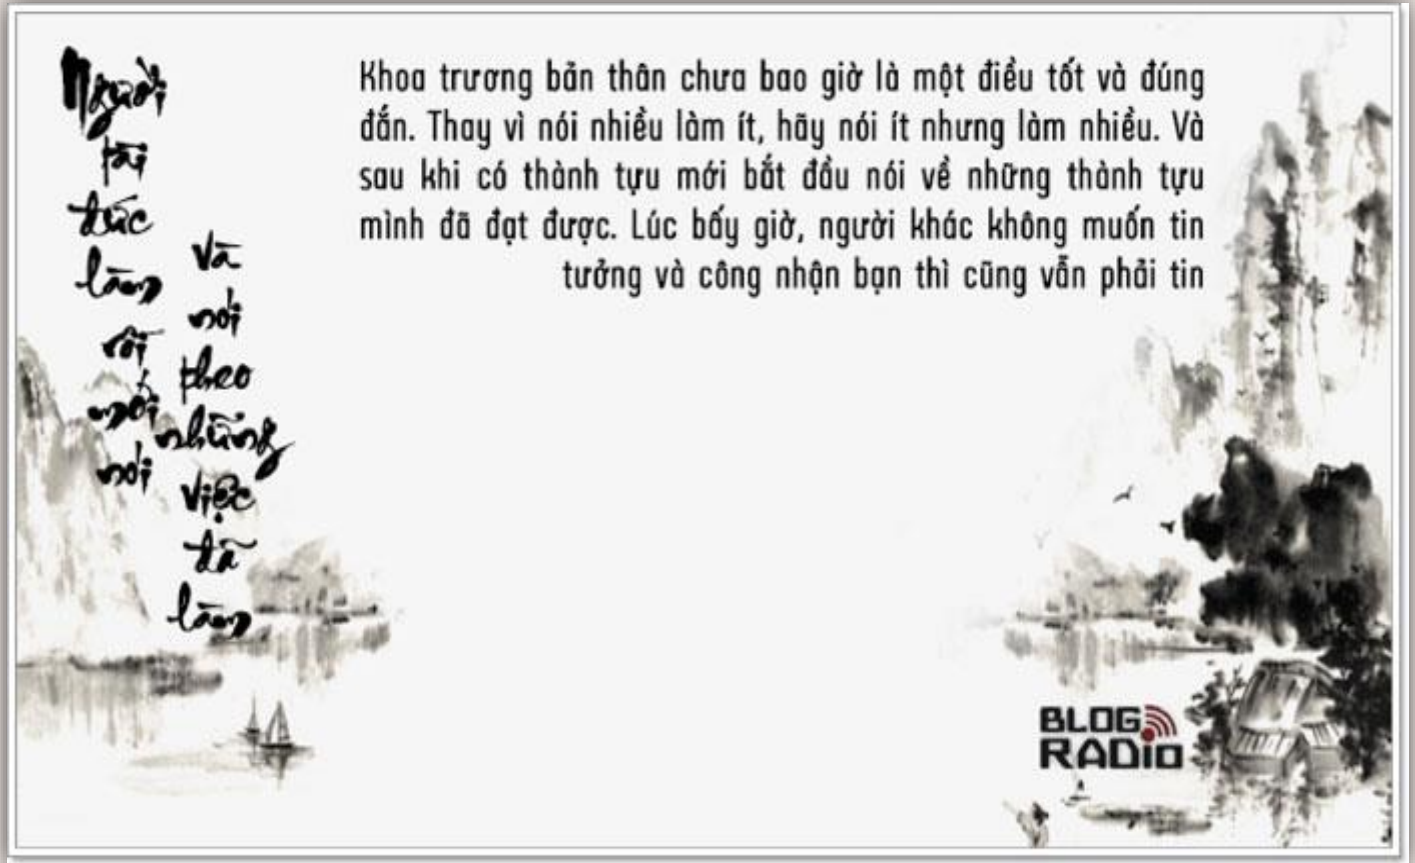 Người
tài
đức
làm
rồi
mới
nói
Và
nói
theo
những
việc
đã
làm
Khoa trương bản thân chưa bao giờ là một điều tốt và đúng
đắn. Thay vì nói nhiều làm ít, hãy nói ít nhưng làm nhiều. Và
sau khi có thành tựu mới bắt đầu nói về những thành tựu
mình đã đạt được. Lúc bấy giờ, người khác không muốn tin
tưởng và công nhận bạn thì cũng vẫn phải tin
BLOG
RADiO